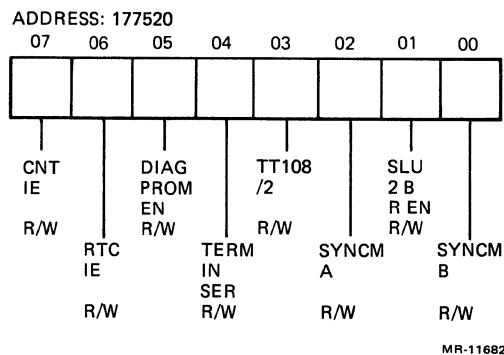 ADDRESS: 177520
07 06 05 04 03 02 01 00
CNT
IE
R/W
RTC
IE
R/W
DIAG
PROM
EN
R/W
TERM
IN
SER
R/W
TT108
/2
R/W
SYNCM
A
R/W
SLU
2 B
R EN
R/W
SYNCM
B
R/W
MR-11682